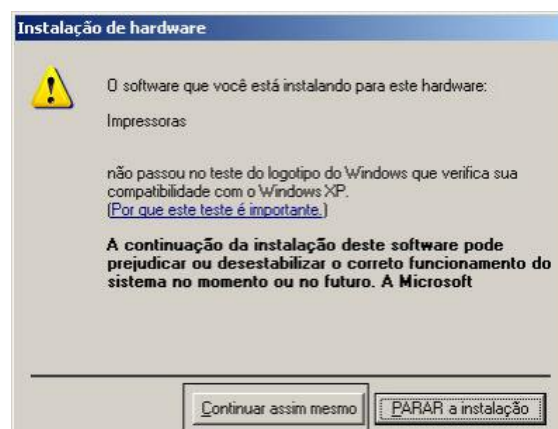 Instalação de hardware
O software que você está instalando para este hardware:
Impressoras
não passou no teste do logotipo do Windows que verifica sua
compatibilidade com o Windows XP.
(Por que este teste é importante.)
A continuação da instalação deste software pode
prejudicar ou desestabilizar o correto funcionamento do
sistema no momento ou no futuro. A Microsoft
Continuar assim mesmo
PARAR a instalação